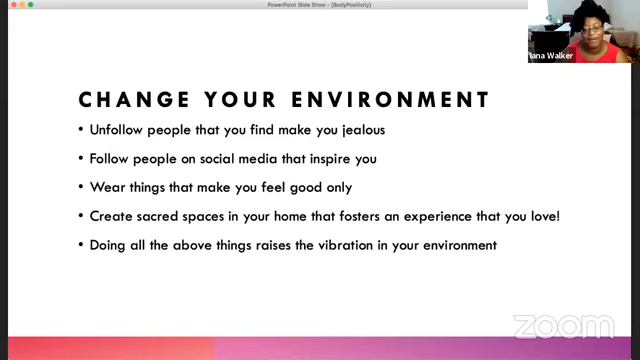 PowerPoint Slide Show - [BodyPositivity]
Iana Walker
CHANGE YOUR ENVIRONMENT
• Unfollow people that you find make you jealous
• Follow people on social media that inspire you
• Wear things that make you feel good only
• Create sacred spaces in your home that fosters an experience that you love!
• Doing all the above things raises the vibration in your environment
zoom